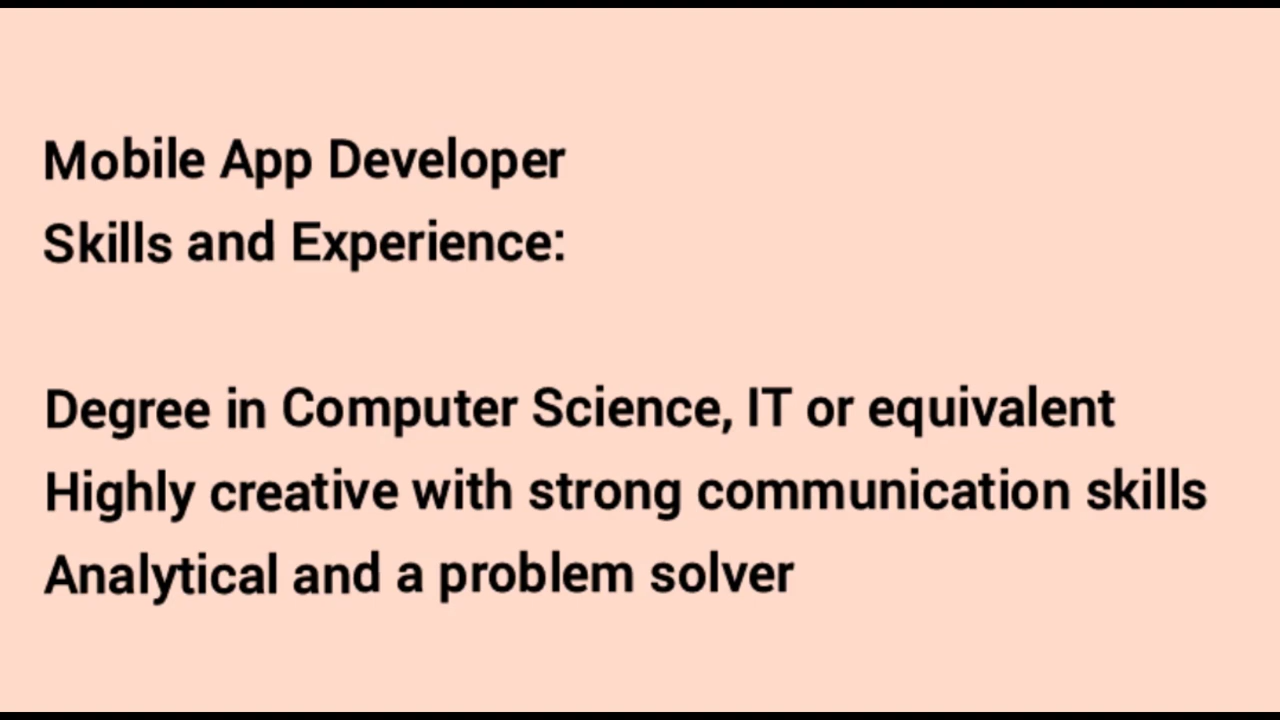 Mobile App Developer
Skills and Experience:
Degree in Computer Science, IT or equivalent
Highly creative with strong communication skills
Analytical and a problem solver